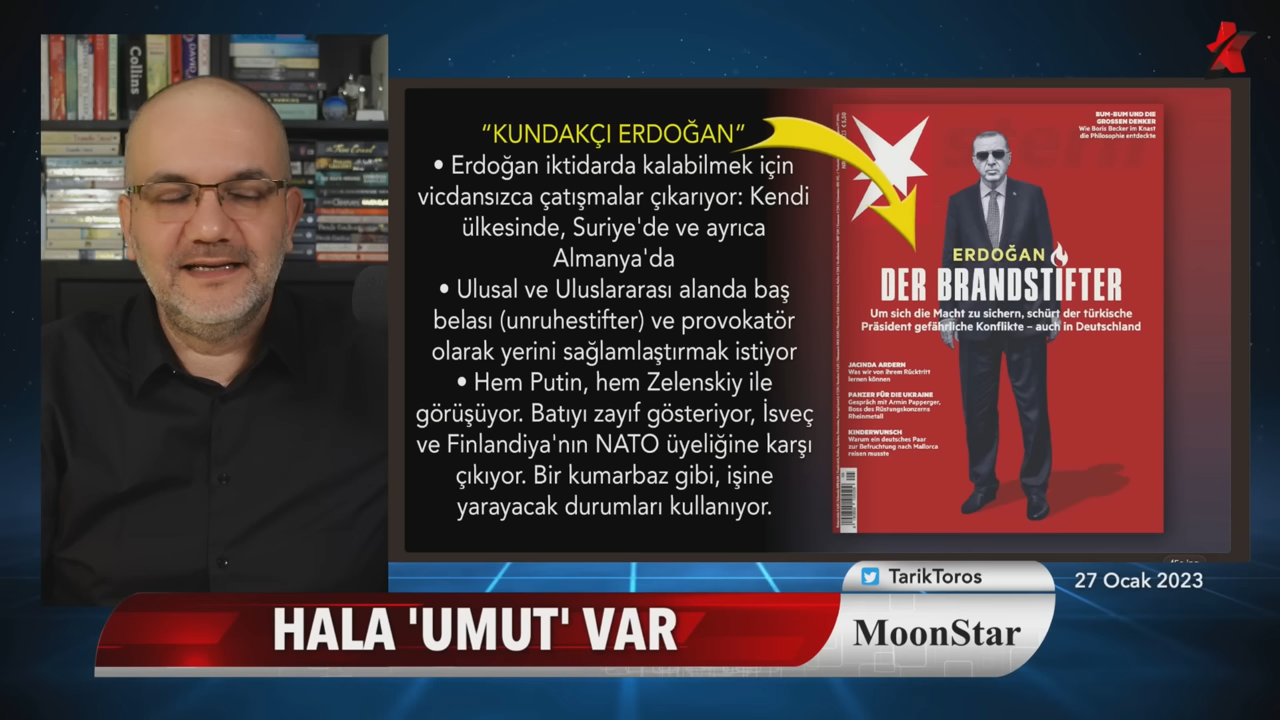 Collins
"KUNDAKÇI ERDOĞAN"
• Erdoğan iktidarda kalabilmek için
vicdansızca çatışmalar çıkarıyor: Kendi
ülkesinde, Suriye'de ve ayrıca
Almanya'da
• Ulusal ve Uluslararası alanda baş
belası (unruhestifter) ve provokatör
olarak yerini sağlamlaştırmak istiyor
• Hem Putin, hem Zelenskiy ile
görüşüyor. Batıyı zayıf gösteriyor, İsveç
ve Finlandiya'nın NATO üyeliğine karşı
çıkıyor. Bir kumarbaz gibi, işine
yarayacak durumları kullanıyor.
BUM-BUM UND DIE
GROSSEN DENKER
Wie Boris Becker im Knast
die Philosophie entdeckte
ERDOĞAN
DER BRANDSTIFTER
Um sich die Macht zu sichern, schürt der türkische
Präsident gefährliche Konflikte – auch in Deutschland
JACINDA ARDERN
Was wir von ihrem Rücktritt
lernen können
PANZER FÜR DIE UKRAINE
Gespräch mit Armin Papperger,
Boss des Rüstungskonzerns
Rheinmetall
KINDERWUNSCH
Warum ein deutsches Paar
zur Befruchtung nach Mallorca
reisen musste
TarikToros
27 Ocak 2023
HALA 'UMUT' VAR
MoonStar